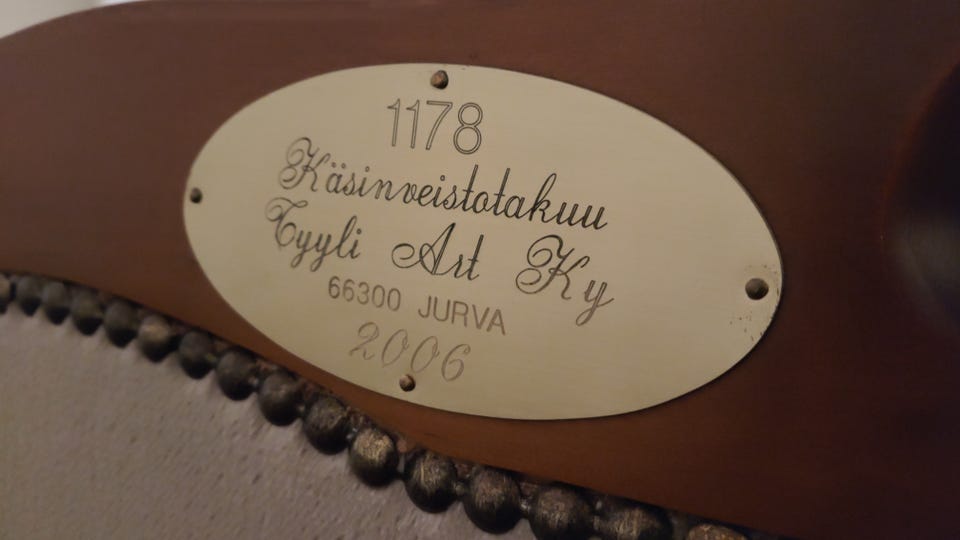 1178
Käsinveistotakuu
Tyyli Art Ky
66300 JURVA
2006